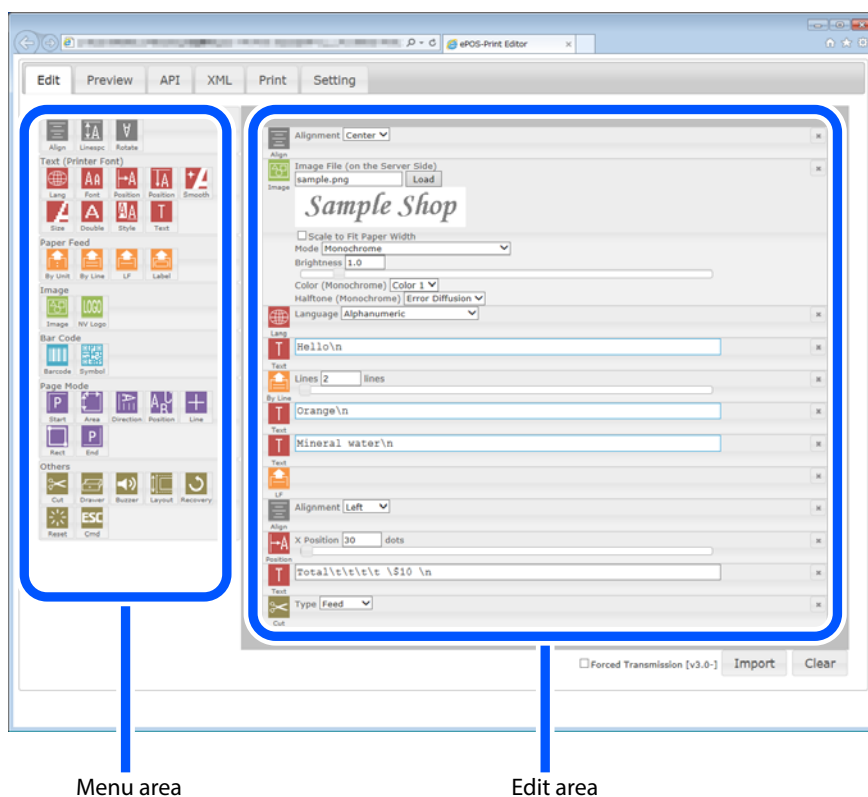 ePOS-Print Editor
Edit Preview API XML Print Setting
Align Linespc Rotate
Text (Printer Font)
Lang Font Position Position Smooth
Size Double Style Text
Paper Feed
By Unit By Line LF Label
Image
LOGO
Image NV Logo
Bar Code
Barcode Symbol
Page Mode
Start Area Direction Position Line
Rect End
Others
Cut Drawer Buzzer Layout Recovery
ESC
Reset Cmd
Alignment Center
Align
Image File (on the Server Side)
sample.png Load
Image
Sample Shop
Scale to Fit Paper Width
Mode Monochrome
Brightness 1.0
Color (Monochrome) Color 1
Halftone (Monochrome) Error Diffusion
Language Alphanumeric
Lang
Hello\n
Text
Lines 2 lines
By Line
Orange\n
Text
Mineral water\n
Text
LF
Alignment Left
Align
X Position 30 dots
Position
Total\t\t\t\t \$10 \n
Text
Type Feed
Cut
Forced Transmission [v3.0-] Import Clear
Menu area Edit area